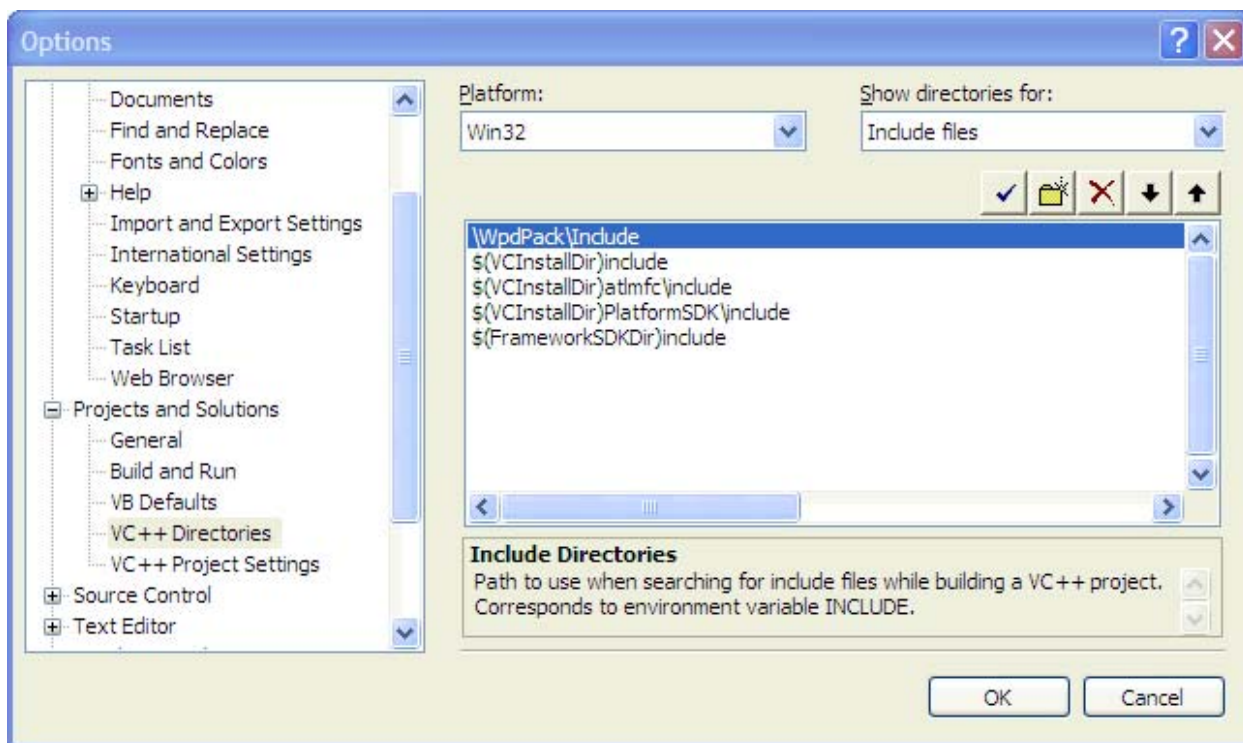 Options
Documents
Find and Replace
Fonts and Colors
Help
Import and Export Settings
International Settings
Keyboard
Startup
Task List
Web Browser
Projects and Solutions
General
Build and Run
VB Defaults
VC++ Directories
VC++ Project Settings
Source Control
Text Editor
Platform:
Win32
Show directories for:
Include files
\WpdPack\Include
$(VCInstallDir)include
$(VCInstallDir)atlmfc\include
$(VCInstallDir)PlatformSDK\include
$(FrameworkSDKDir)include
Include Directories
Path to use when searching for include files while building a VC++ project.
Corresponds to environment variable INCLUDE.
OK
Cancel